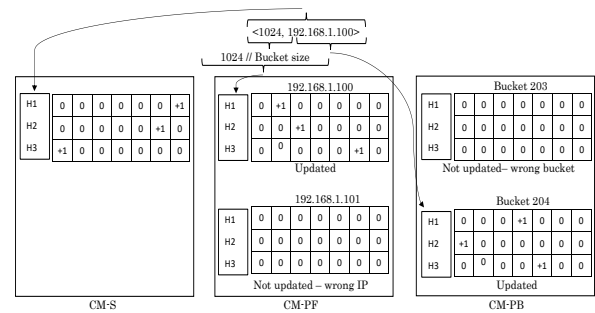 <1024, 192.168.1.100>
1024 // Bucket size
H1 0 0 0 0 0 0 +1
H2 0 0 0 0 0 +1 0
H3 +1 0 0 0 0 0 0
CM-S
192.168.1.100
H1 0 +1 0 0 0 0 0
H2 0 0 +1 0 0 0 0
H3 0 0 0 0 0 +1 0
Updated
192.168.1.101
H1 0 0 0 0 0 0 0
H2 0 0 0 0 0 0 0
H3 0 0 0 0 0 0 0
Not updated – wrong IP
CM-PF
Bucket 203
H1 0 0 0 0 0 0 0
H2 0 0 0 0 0 0 0
H3 0 0 0 0 0 0 0
Not updated– wrong bucket
Bucket 204
H1 0 0 0 +1 0 0 0
H2 +1 0 0 0 0 0 0
H3 0 0 0 0 +1 0 0
Updated
CM-PB